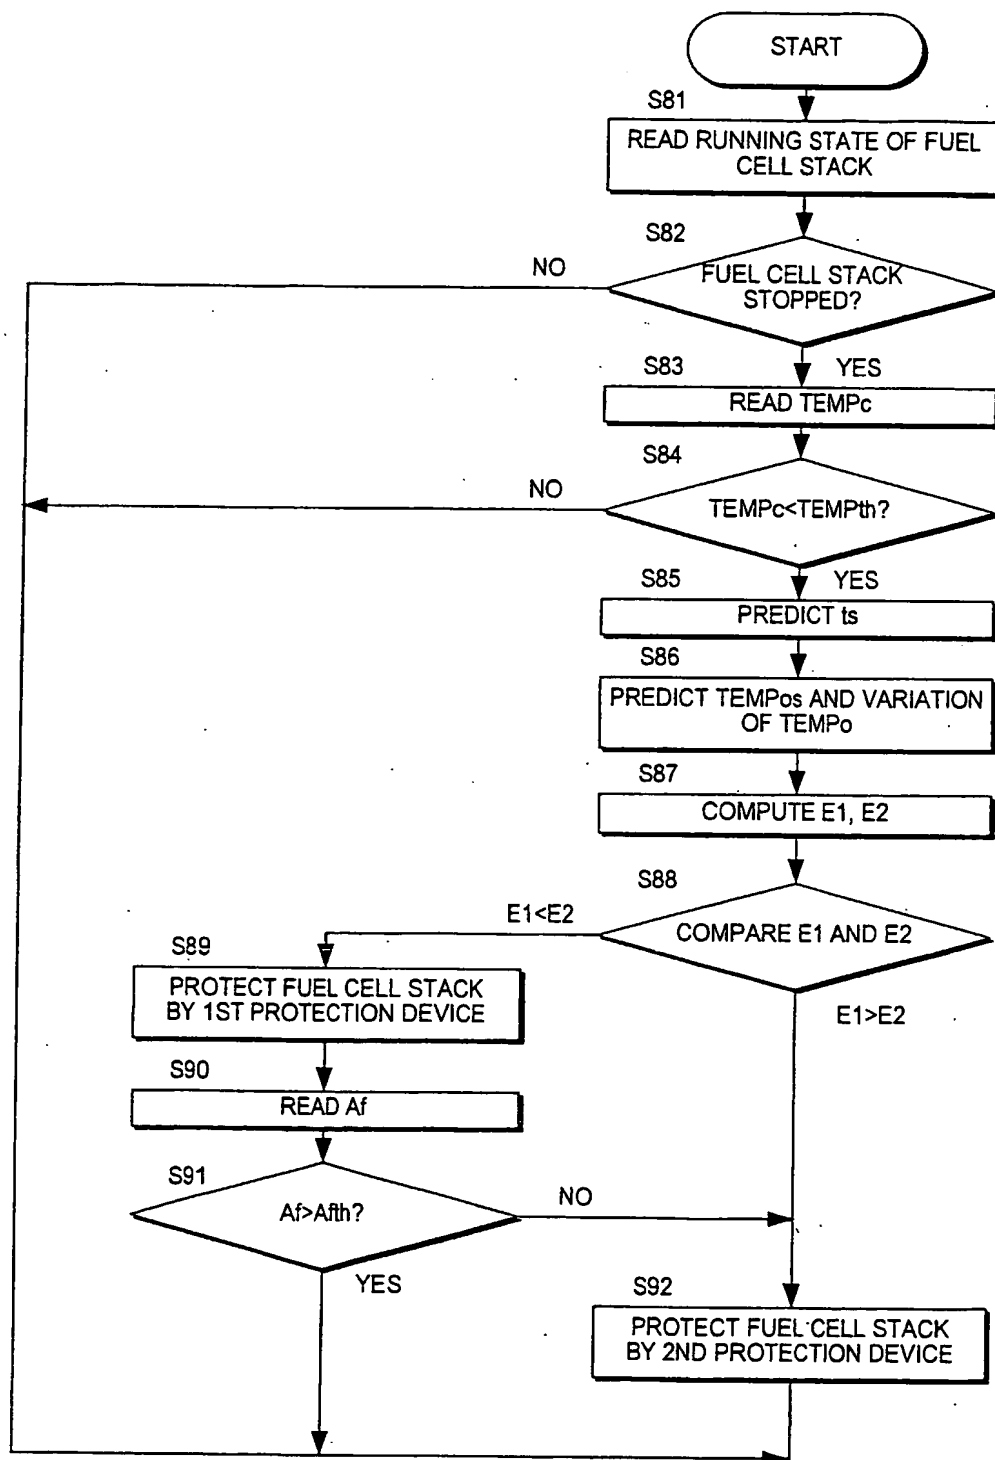 START
S81
READ RUNNING STATE OF FUEL
CELL STACK
S82
NO
FUEL CELL STACK
STOPPED?
YES
S83
READ TEMPc
S84
NO
TEMPc<TEMPth?
YES
S85
PREDICT ts
S86
PREDICT TEMPos AND VARIATION
OF TEMPo
S87
COMPUTE E1, E2
S88
E1<E2
COMPARE E1 AND E2
S89
PROTECT FUEL CELL STACK
BY 1ST PROTECTION DEVICE
E1>E2
S90
READ Af
S91
Af>Afth?
NO
YES
S92
PROTECT FUEL CELL STACK
BY 2ND PROTECTION DEVICE